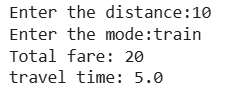 Enter the distance:10
Enter the mode:train
Total fare: 20
travel time: 5.0